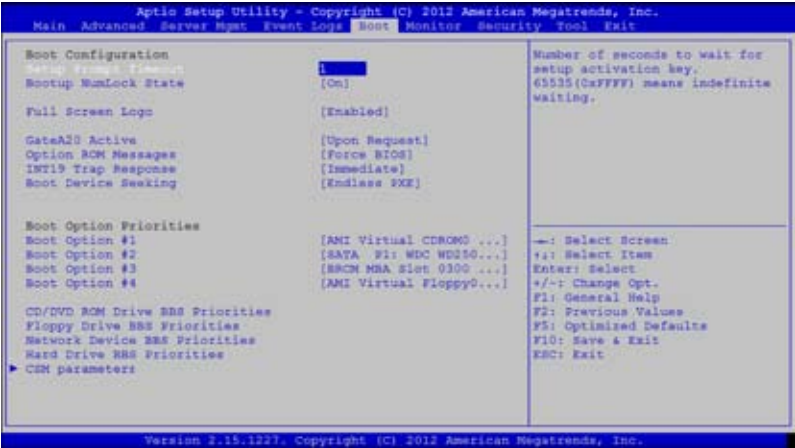 Aptio Setup Utility - Copyright (C) 2012 American Megatrends, Inc.
Main Advanced Server Mgmt Event Logs Boot Monitor Security Tool Exit
Boot Configuration
Setup Prompt Timeout 1
Bootup NumLock State [On]
Full Screen Logo [Enabled]
GateA20 Active [Upon Request]
Option ROM Messages [Force BIOS]
INT19 Trap Response [Immediate]
Boot Device Seeking [Endless PXE]
Boot Option Priorities
Boot Option #1 [AMI Virtual CDROM0 ...]
Boot Option #2 [SATA P1: WDC WD250...]
Boot Option #3 [BRCM MBA Slot 0300 ...]
Boot Option #4 [AMI Virtual Floppy0...]
CD/DVD ROM Drive BBS Priorities
Floppy Drive BBS Priorities
Network Device BBS Priorities
Hard Drive BBS Priorities
CSM parameters
Number of seconds to wait for
setup activation key.
65535(0xFFFF) means indefinite
waiting.
→←: Select Screen
↑↓: Select Item
Enter: Select
+/-: Change Opt.
F1: General Help
F2: Previous Values
F5: Optimized Defaults
F10: Save & Exit
ESC: Exit
Version 2.15.1227. Copyright (C) 2012 American Megatrends, Inc.